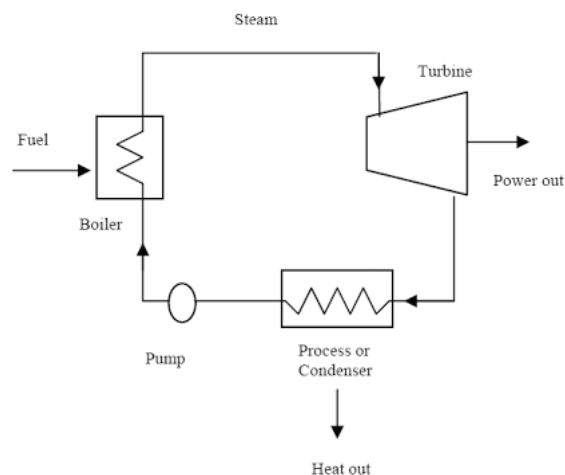 Steam
Turbine
Fuel
Power out
Boiler
Pump
Process or
Condenser
Heat out